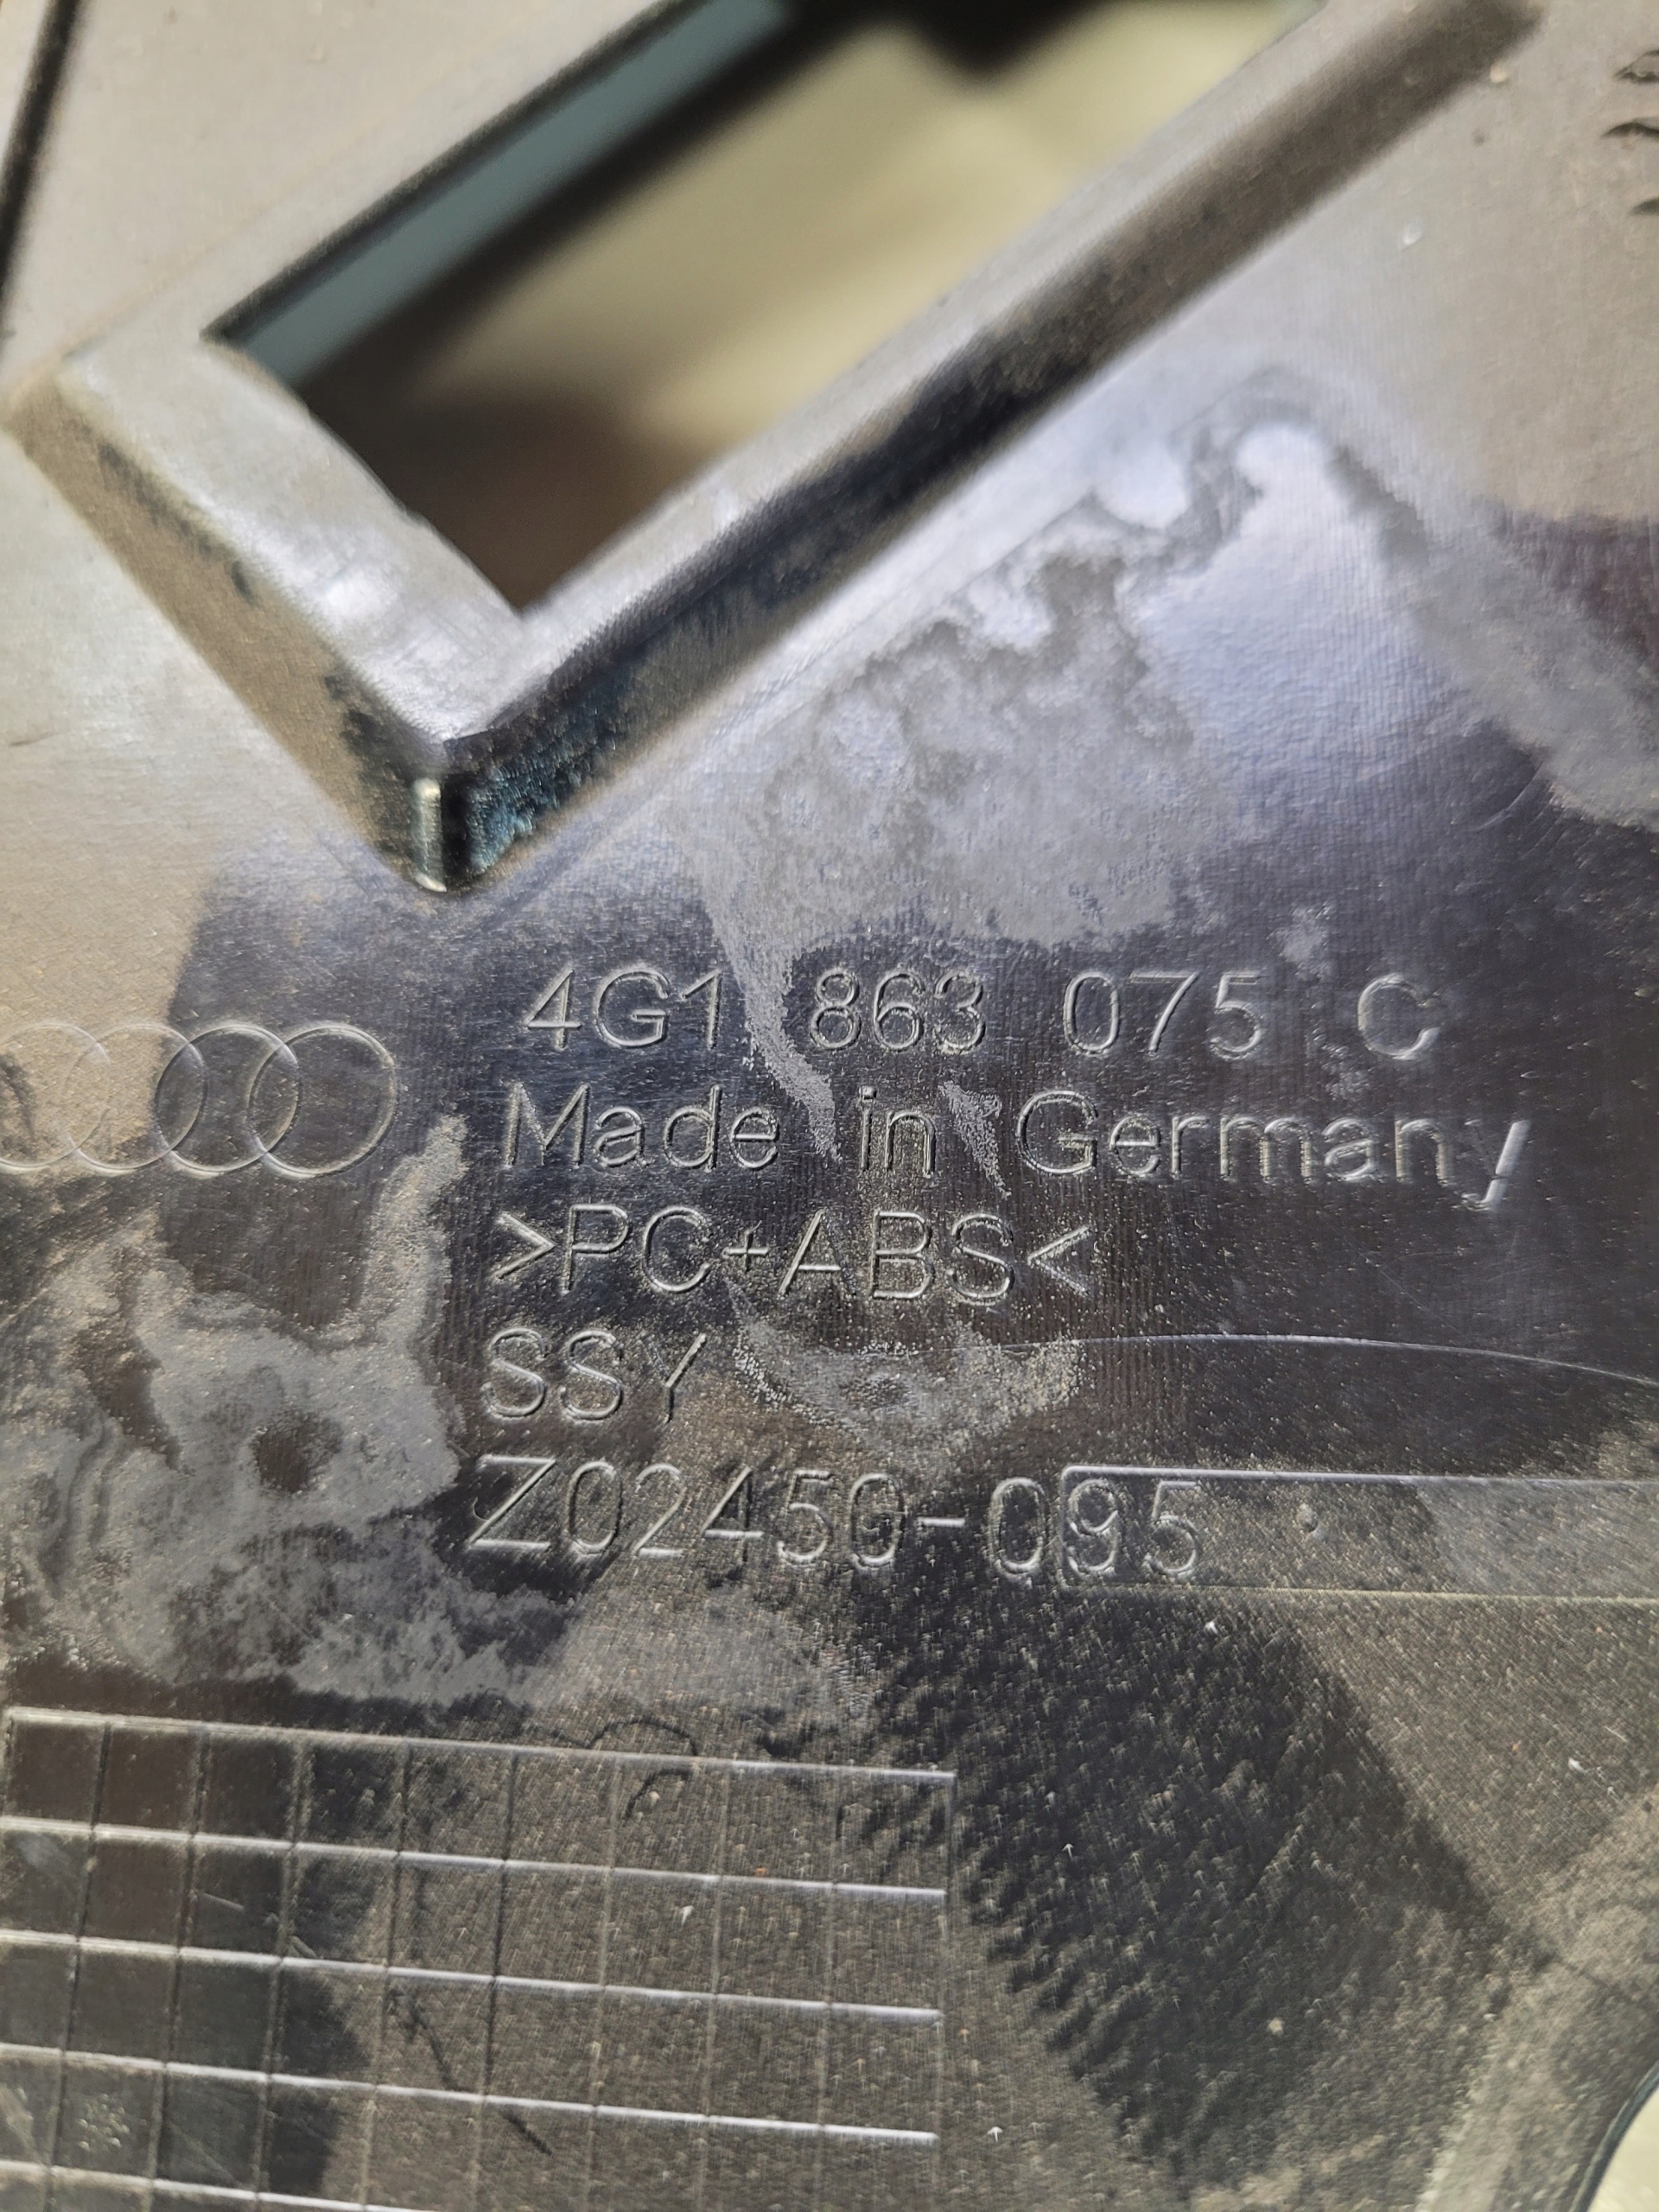 4G1 863 075 C
Made in Germany
>PC+ABS<
SSY
Z02450-095